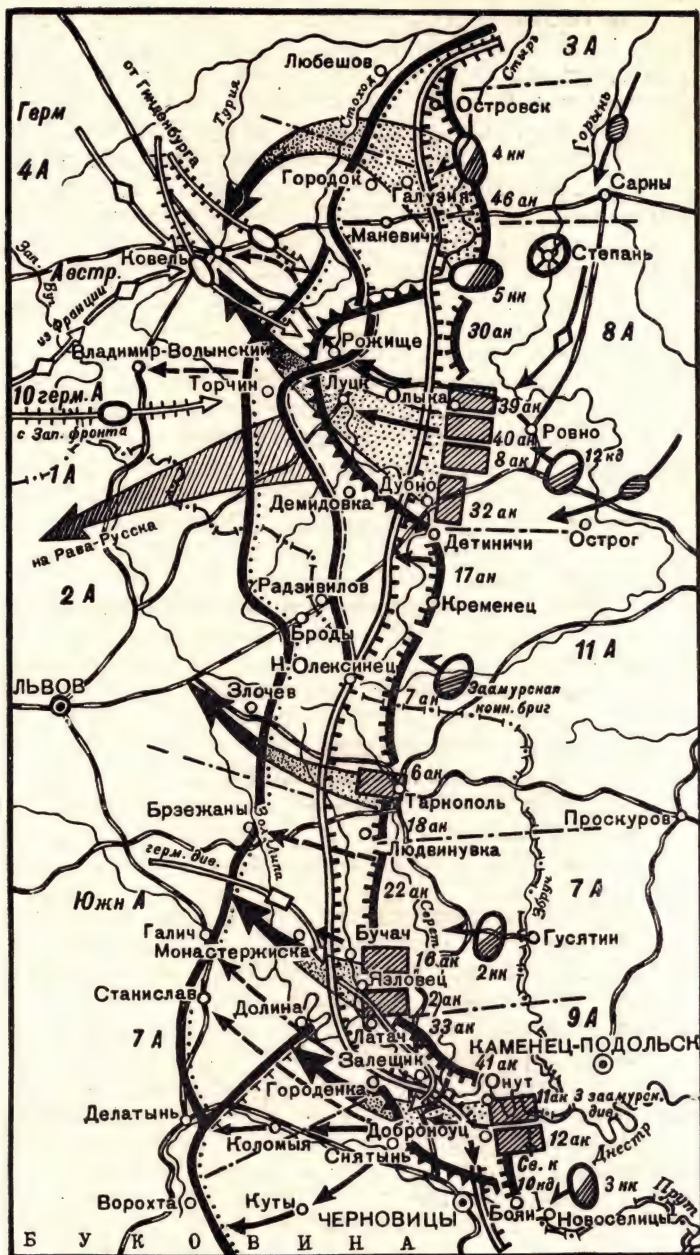 Любешов
Стырь
3 А
Горынь
Стоход
Турия
от Гинденбурга
Герм
4 А
Островск
4 кк
Городок
Галузия
46 ак
Сарны
Маневичи
Ковель
Степань
Австр.
Зап. Буг
5 кк
из Франции
30 ак
8 А
Рожище
Владимир-Волынский
Торчин
Луцк
Олыка
39 ак
10 герм. А
с Зап. фронта
40 ак
Ровно
8 ак
12 кд
1 А
Дубно
Демидовка
32 ак
на Рава-Русска
Детиничи
Острог
17 ак
2 А
Радзивилов
Кременец
Броды
11 А
Н. Олексинец
ЛЬВОВ
Злочев
7 ак
Заамурская
конн. бриг
6 ак
Тарнополь
Брзежаны
18 ак
Проскуров
Зол. Липа
Людвинувка
герм. див.
22 ак
7 А
Збруч
Южн А
Серет
Галич
Бучач
Гусятин
Монастержиска
16 ак
2 кк
Язловец
Станислав
2 ак
Долина
9 А
33 ак
7 А
Латач
КАМЕНЕЦ-ПОДОЛЬСК
Залещик
41 ак
Городенка
Онут
11 ак
3 заамурск.
див.
Делатынь
Доброноуц
12 ак
Днестр
Коломыя
Снятынь
Св. к
10 кд
3 кк
Ворохта
Куты
ЧЕРНОВИЦЫ
Бояи
Новоселицы
Прут
БУКОВИНА